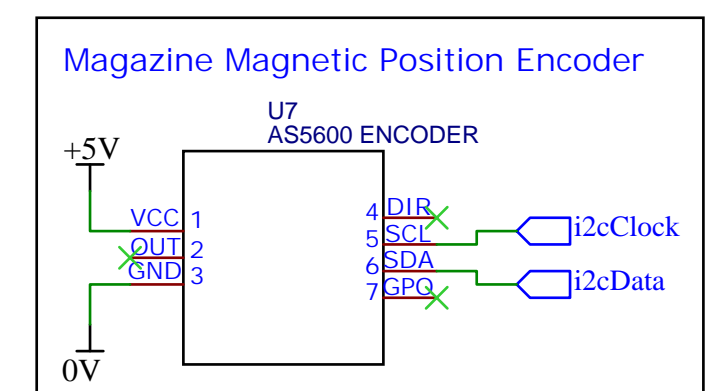 Magazine Magnetic Position Encoder
U7
AS5600 ENCODER
+5V
VCC 1
OUT 2
GND 3
0V
4 DIR
5 SCL
6 SDA
7 GPO
i2cClock
i2cData